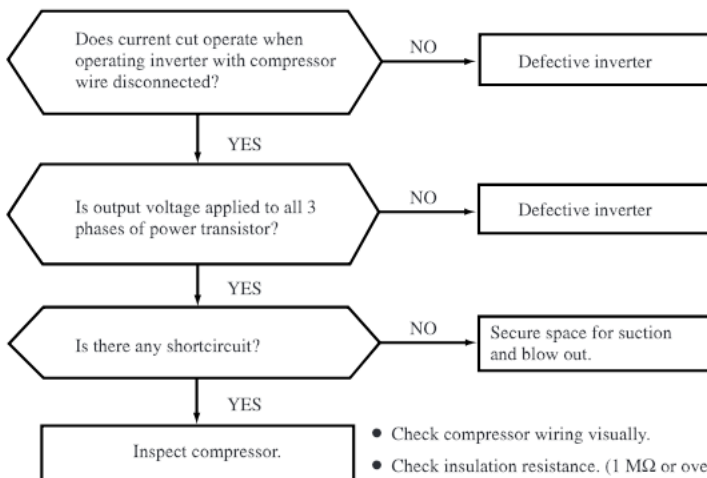 Does current cut operate when
operating inverter with compressor
wire disconnected?
NO
Defective inverter
YES
Is output voltage applied to all 3
phases of power transistor?
NO
Defective inverter
YES
Is there any shortcircuit?
NO
Secure space for suction
and blow out.
YES
Inspect compressor.
• Check compressor wiring visually.
• Check insulation resistance. (1 MΩ or ove